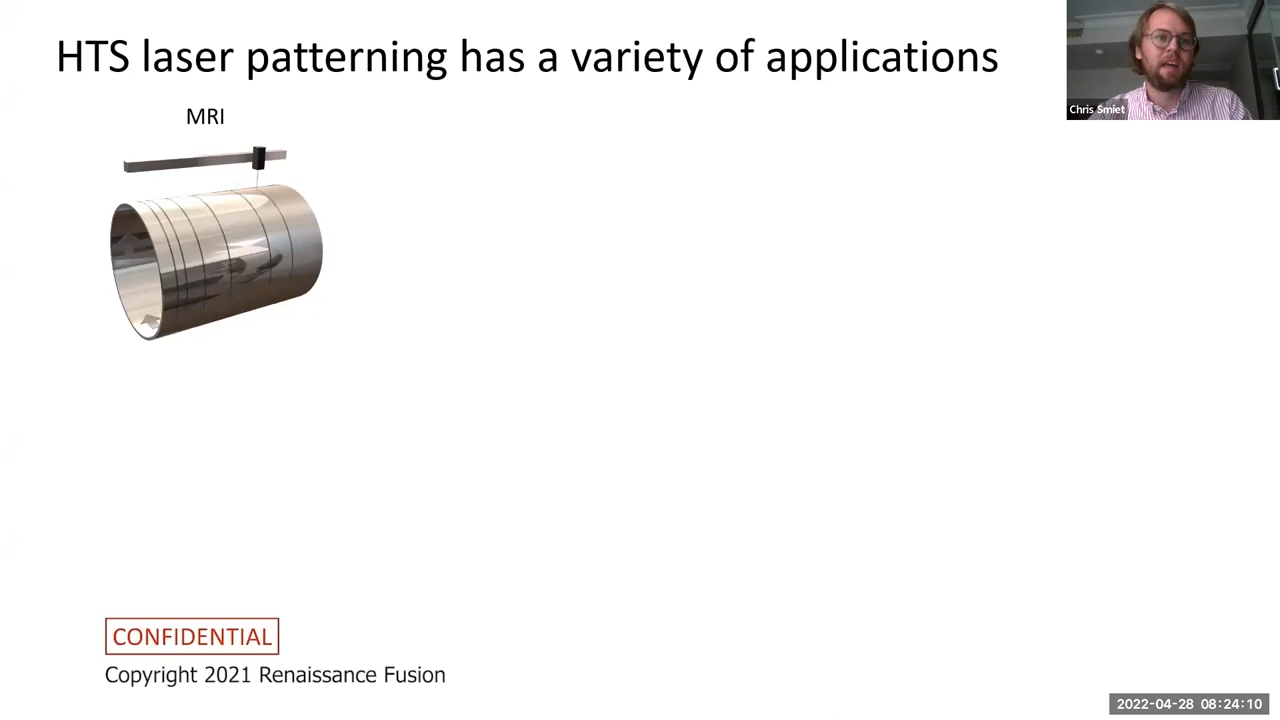 HTS laser patterning has a variety of applications
MRI
Chris Smiet
CONFIDENTIAL
Copyright 2021 Renaissance Fusion
2022-04-28 08:24:10